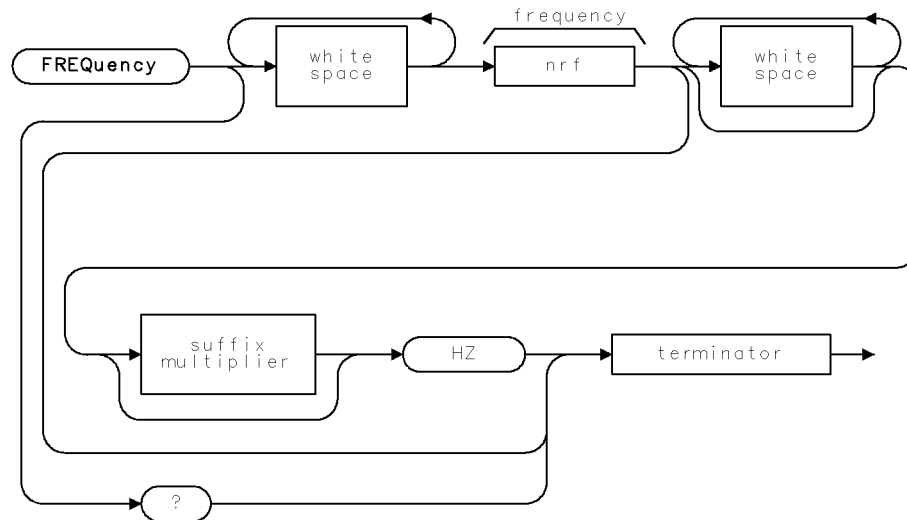 frequency
FREQuency
white
space
nrf
white
space
suffix
multiplier
HZ
terminator
?